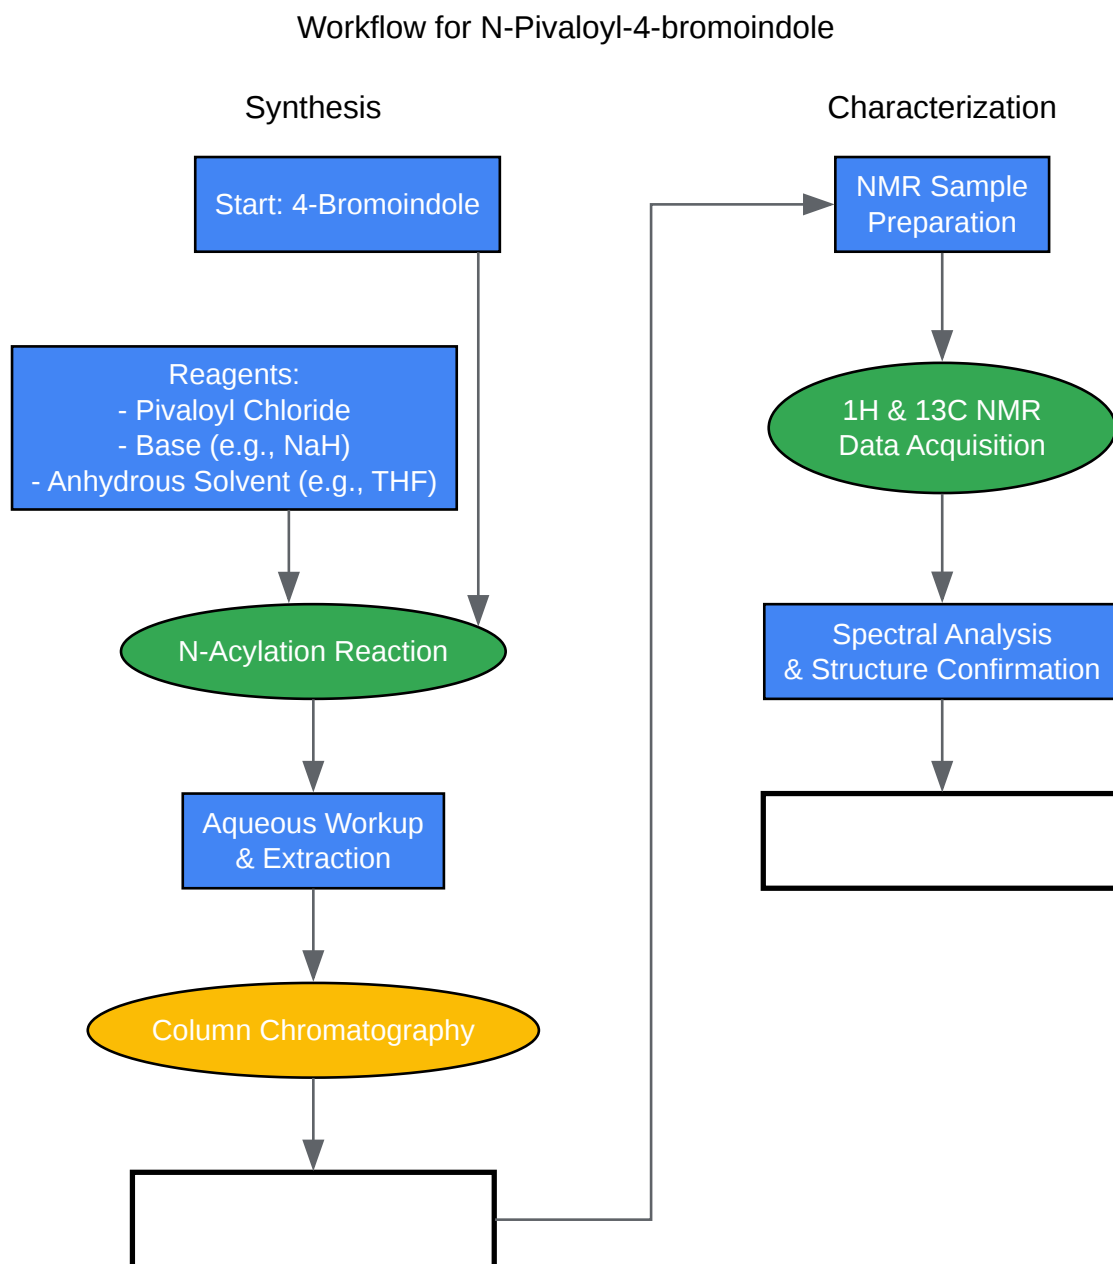 Workflow for N-Pivaloyl-4-bromoindole
Synthesis
Start: 4-Bromoindole
Reagents:
- Pivaloyl Chloride
- Base (e.g., NaH)
- Anhydrous Solvent (e.g., THF)
N-Acylation Reaction
Aqueous Workup
& Extraction
Column Chromatography
Characterization
NMR Sample
Preparation
1H & 13C NMR
Data Acquisition
Spectral Analysis
& Structure Confirmation